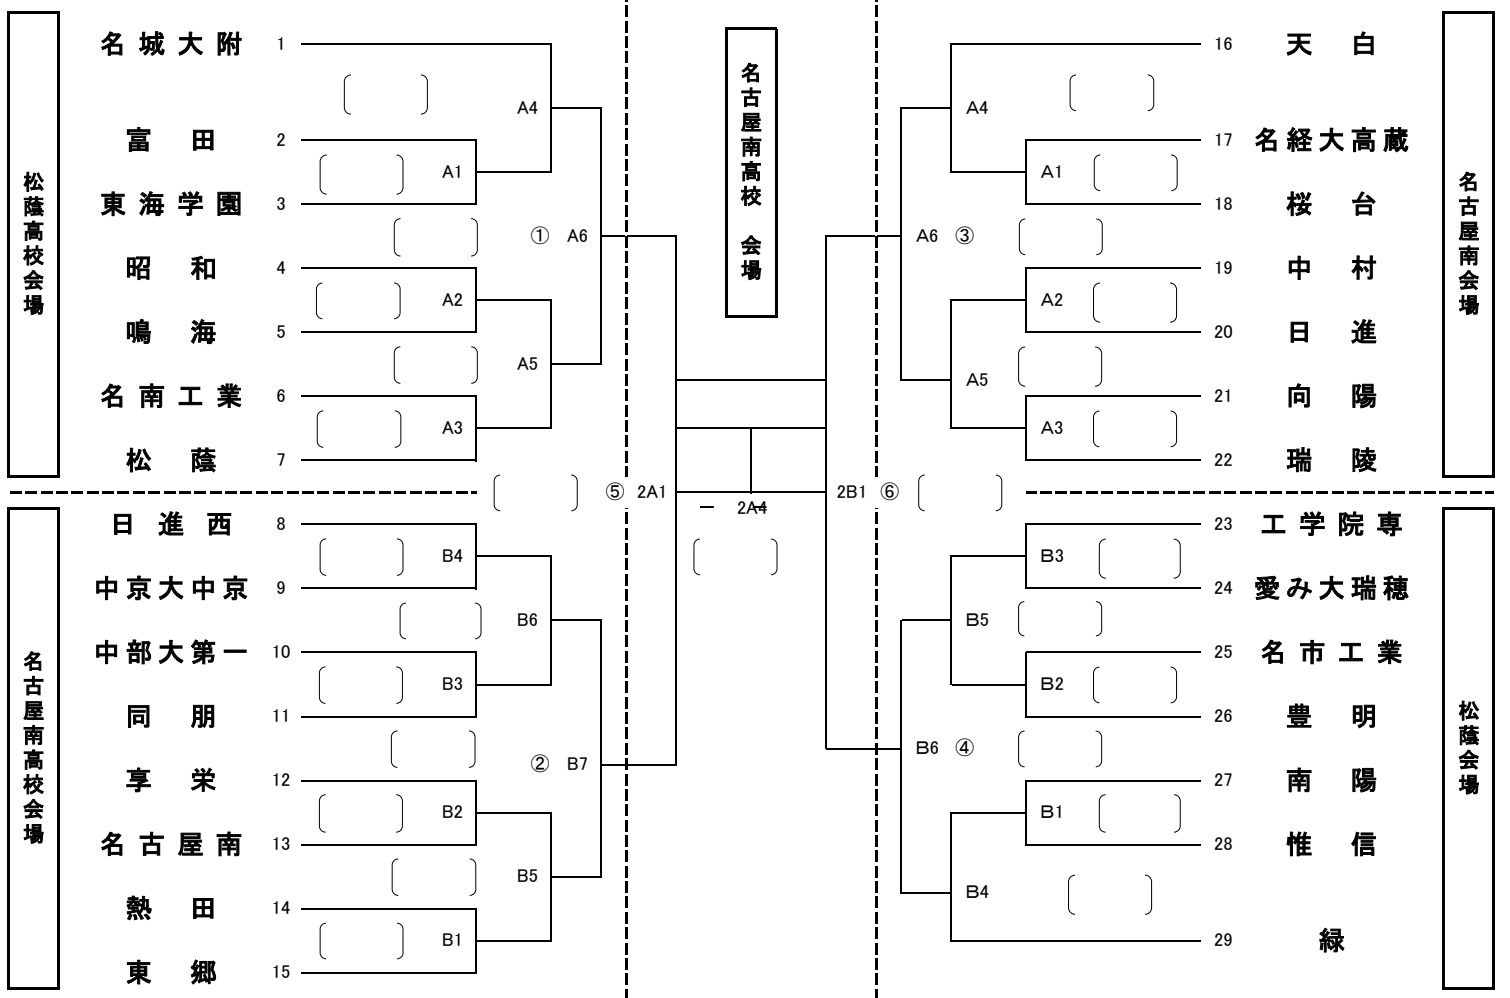 松蔭高校会場
名城大附 1
A4
富田 2
A1
東海学園 3
① A6
昭和 4
A2
鳴海 5
A5
名南工業 6
A3
松蔭 7
名古屋南高校会場
日進西 8
B4
中京大中京 9
B6
中部大第一 10
B3
同朋 11
② B7
享栄 12
B2
名古屋南 13
B5
熱田 14
B1
東郷 15
名古屋南高校 会場
⑤ 2A1
2A4
2B1 ⑥
名古屋南会場
16 天白
A4
17 名経大高蔵
A1
18 桜台
A6 ③
19 中村
A2
20 日進
A5
21 向陽
A3
22 瑞陵
松蔭会場
23 工学院専
B3
24 愛み大瑞穂
B5
25 名市工業
B2
26 豊明
B6 ④
27 南陽
B1
28 惟信
B4
29 緑